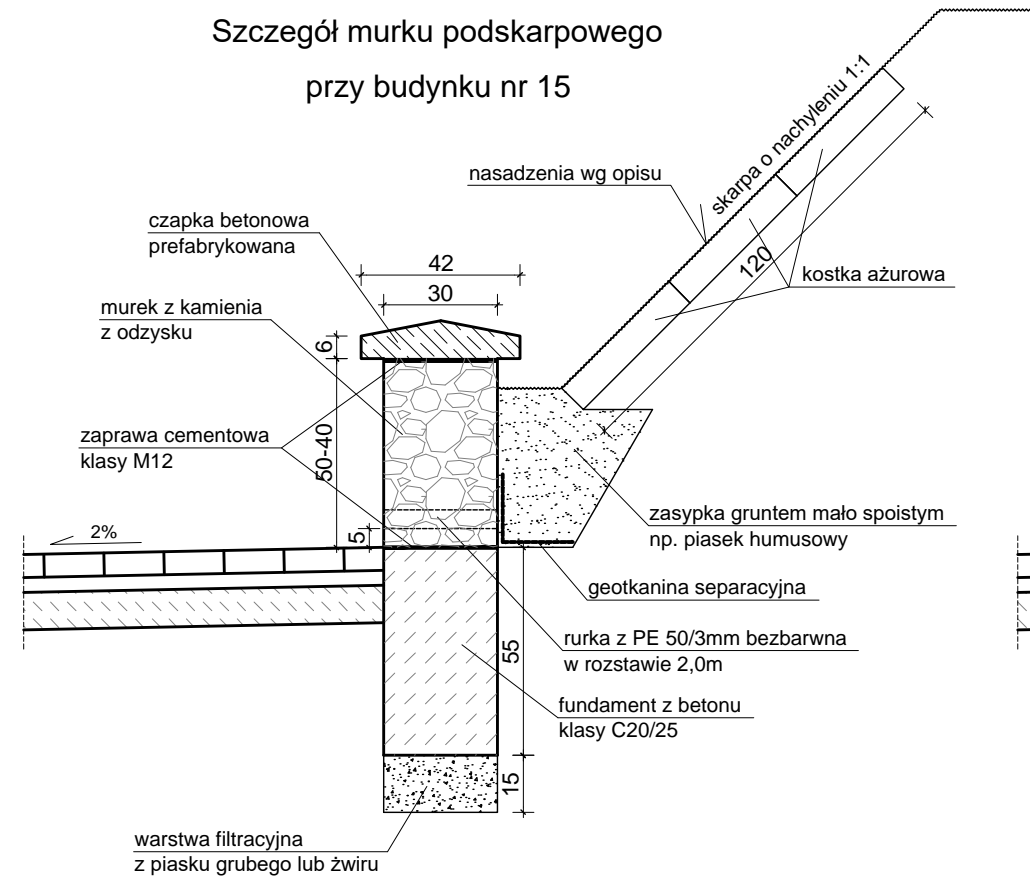 Szczegół murku podskarpowego
przy budynku nr 15
skarpa o nachyleniu 1:1
nasadzenia wg opisu
120
kostka ażurowa
czapka betonowa
prefabrykowana
42
30
murek z kamienia
z odzysku
6
zaprawa cementowa
klasy M12
50-40
5
2%
zasypka gruntem mało spoistym
np. piasek humusowy
geotkanina separacyjna
rurka z PE 50/3mm bezbarwna
w rozstawie 2,0m
55
fundament z betonu
klasy C20/25
15
warstwa filtracyjna
z piasku grubego lub żwiru